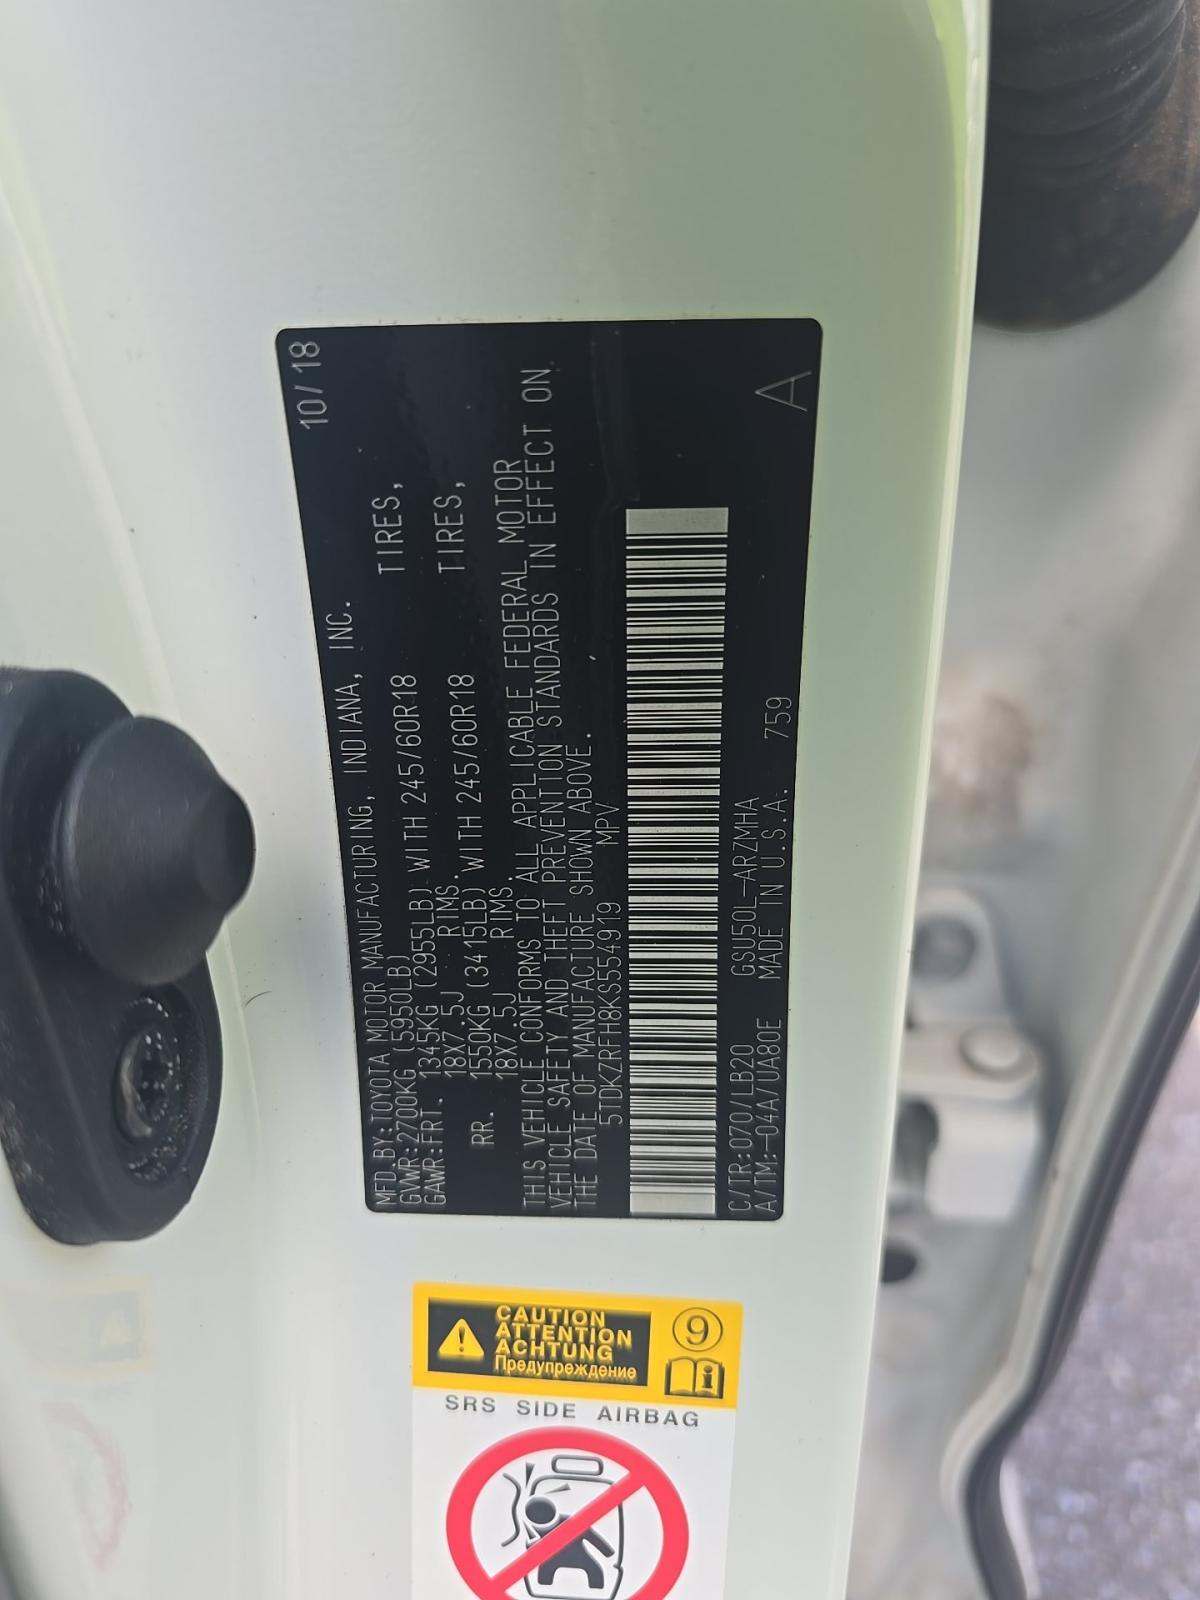 10/18
MFD.BY:TOYOTA MOTOR MANUFACTURING, INDIANA, INC.
GVWR:2700KG (5950LB)
GAWR:FRT. 1345KG (2955LB) WITH 245/60R18 TIRES,
18X7.5J RIMS.
RR. 1550KG (3415LB) WITH 245/60R18 TIRES,
18X7.5J RIMS.
THIS VEHICLE CONFORMS TO ALL APPLICABLE FEDERAL MOTOR
VEHICLE SAFETY AND THEFT PREVENTION STANDARDS IN EFFECT ON
THE DATE OF MANUFACTURE SHOWN ABOVE.
5TDKZRFH8KS554919 MPV
C/TR:070/LB20 GSU50L-ARZMHA
A/TM:-04A/UA80E MADE IN U.S.A. 759
A
CAUTION
ATTENTION
ACHTUNG
Предупреждение
9
i
SRS SIDE AIRBAG